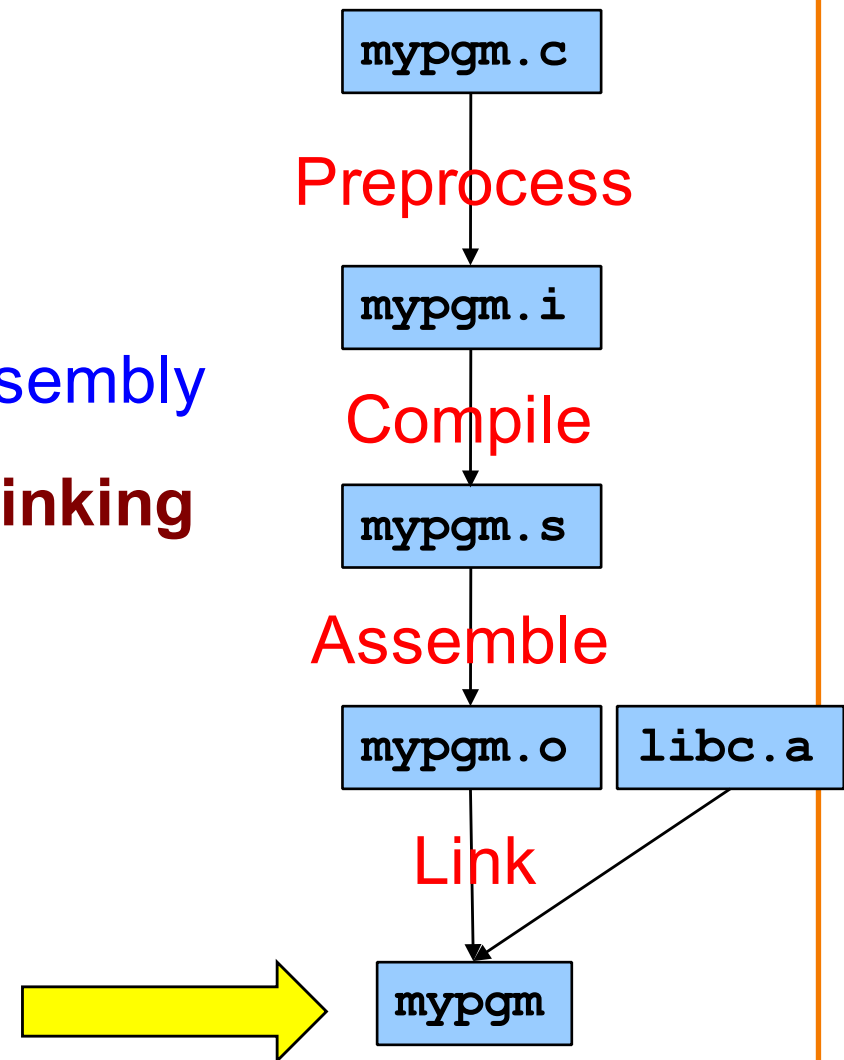 mypgm.c
Preprocess
mypgm.i
sembly
Compile
inking
mypgm.s
Assemble
mypgm.o libc.a
Link
mypgm